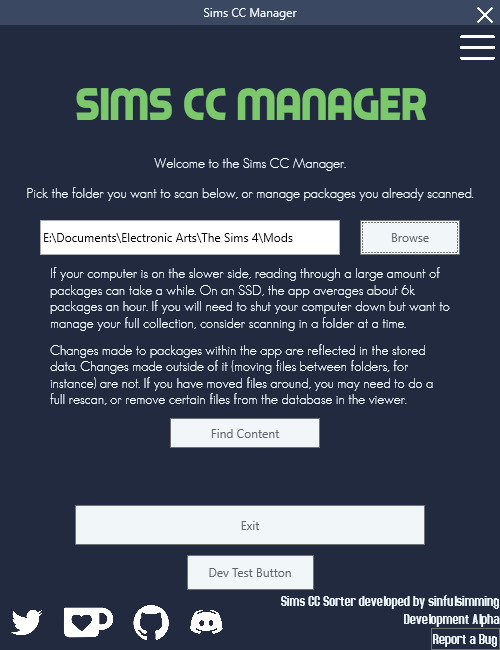 Sims CC Manager
SIMS CC MANAGER
Welcome to the Sims CC Manager.
Pick the folder you want to scan below, or manage packages you already scanned.
E:\Documents\Electronic Arts\The Sims 4\Mods
Browse
If your computer is on the slower side, reading through a large amount of
packages can take a while. On an SSD, the app averages about 6k
packages an hour. If you will need to shut your computer down but want to
manage your full collection, consider scanning in a folder at a time.
Changes made to packages within the app are reflected in the stored
data. Changes made outside of it (moving files between folders, for
instance) are not. If you have moved files around, you may need to do a
full rescan, or remove certain files from the database in the viewer.
Find Content
Exit
Dev Test Button
Sims CC Sorter developed by sinfulsimming
Development Alpha
Report a Bug